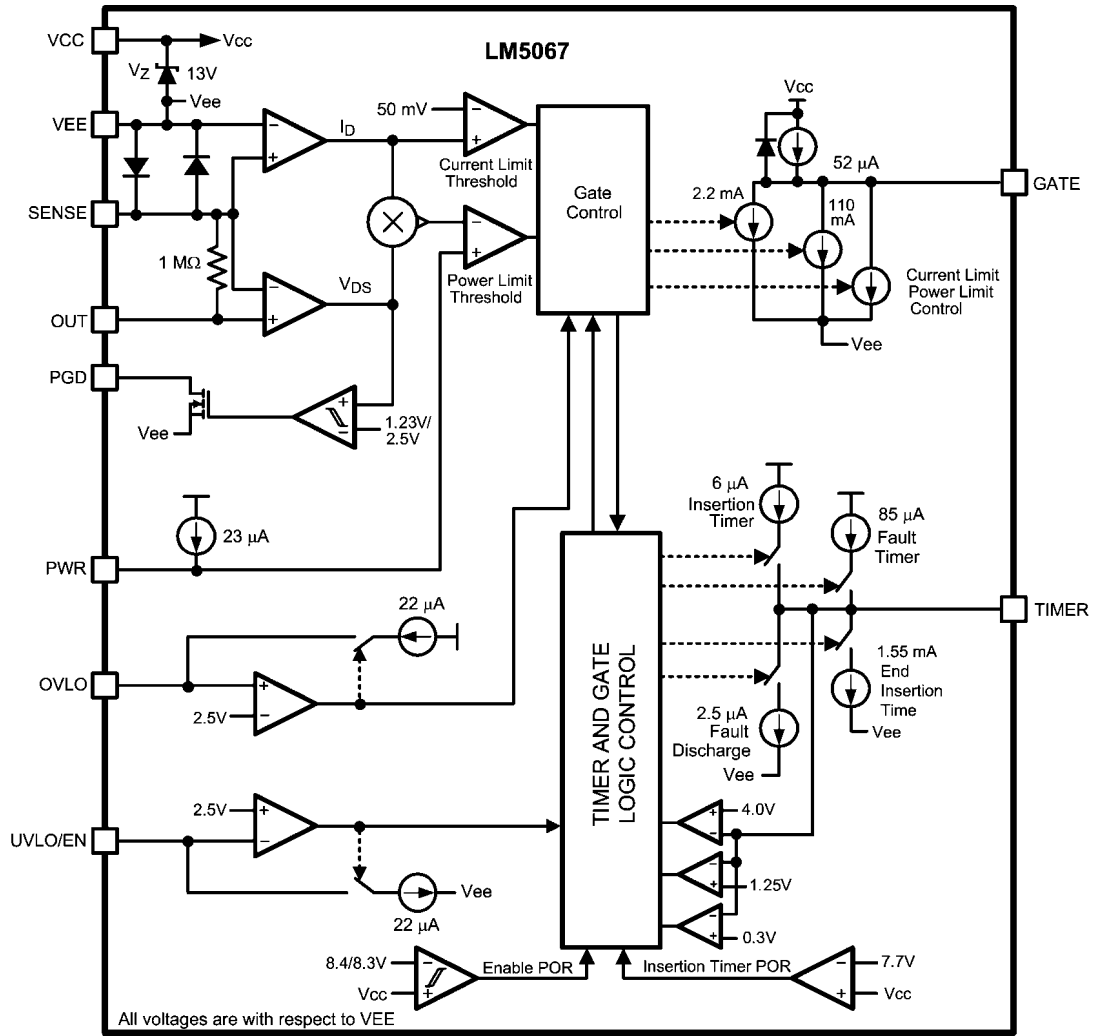 LM5067
VCC
Vcc
VZ 13V
Vee
VEE
SENSE
1 MΩ
OUT
PGD
Vee
ID
VDS
50 mV
−
+
Current Limit
Threshold
−
+
Power Limit
Threshold
−
+
−
+
+
−
1.23V/
2.5V
Gate
Control
Vcc
52 µA
2.2 mA
110
mA
Current Limit
Power Limit
Control
Vee
GATE
23 µA
PWR
22 µA
OVLO
+
2.5V
−
2.5V
+
−
UVLO/EN
22 µA
Vee
TIMER AND GATE
LOGIC CONTROL
6 µA
Insertion
Timer
85 µA
Fault
Timer
TIMER
1.55 mA
End
Insertion
Time
Vee
2.5 µA
Fault
Discharge
Vee
+
−
4.0V
−
+
1.25V
−
+
0.3V
8.4/8.3V
−
Vcc
+
Enable POR
Insertion Timer POR
−
7.7V
+
Vcc
All voltages are with respect to VEE